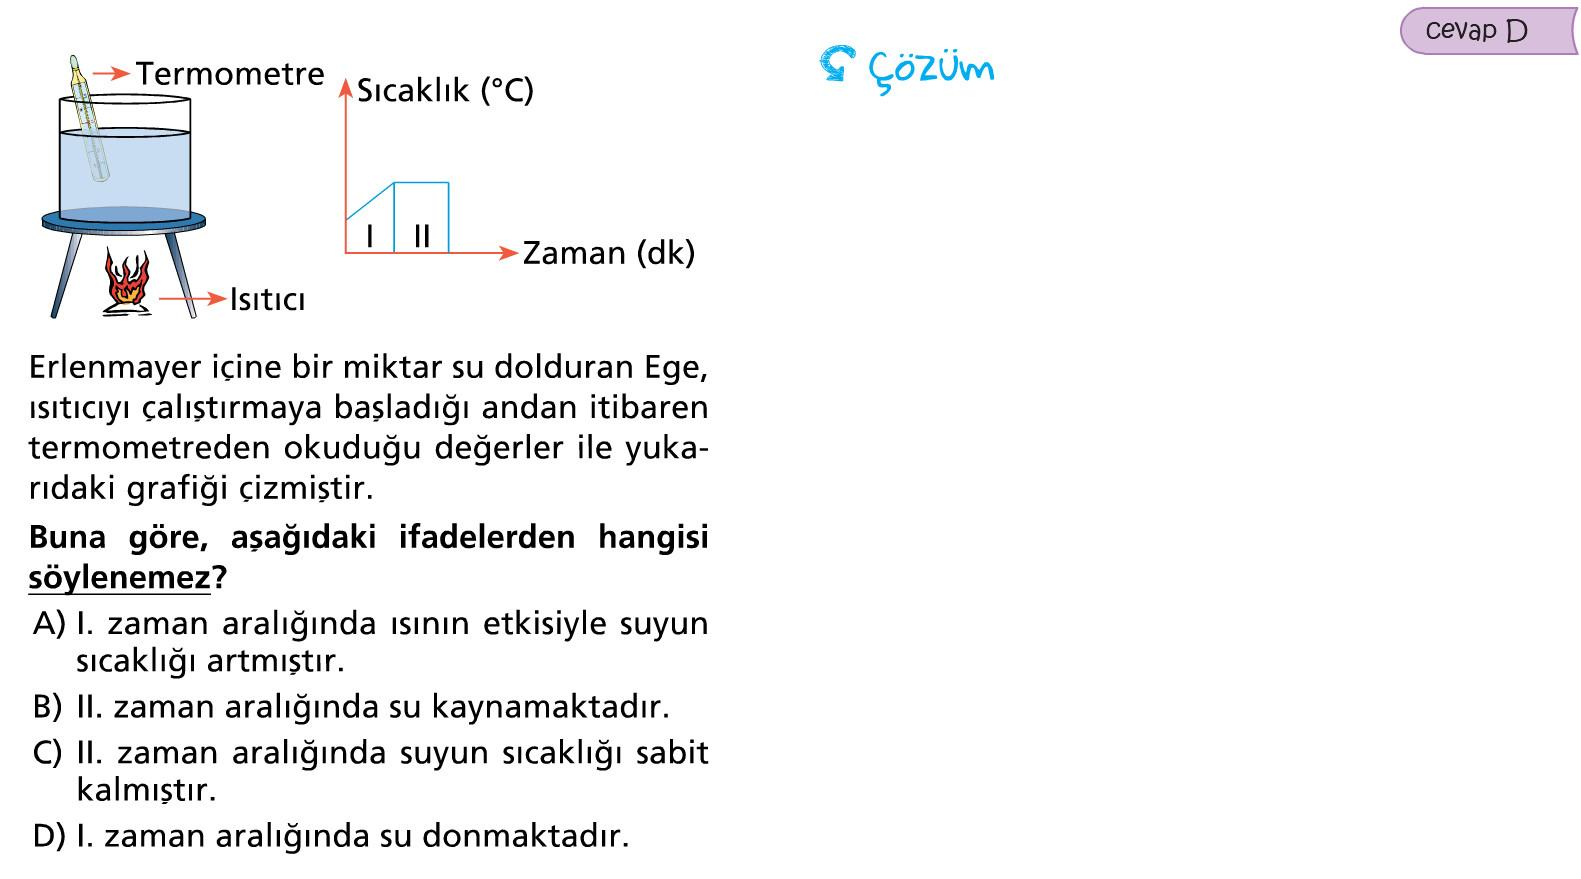 cevap D
Termometre
Sıcaklık (°C)
I
II
Zaman (dk)
Isıtıcı
Erlenmayer içine bir miktar su dolduran Ege,
ısıtıcıyı çalıştırmaya başladığı andan itibaren
termometreden okuduğu değerler ile yuka-
rıdaki grafiği çizmiştir.
Buna göre, aşağıdaki ifadelerden hangisi
söylenemez?
A) I. zaman aralığında ısının etkisiyle suyun
sıcaklığı artmıştır.
B) II. zaman aralığında su kaynamaktadır.
C) II. zaman aralığında suyun sıcaklığı sabit
kalmıştır.
D) I. zaman aralığında su donmaktadır.
Çözüm